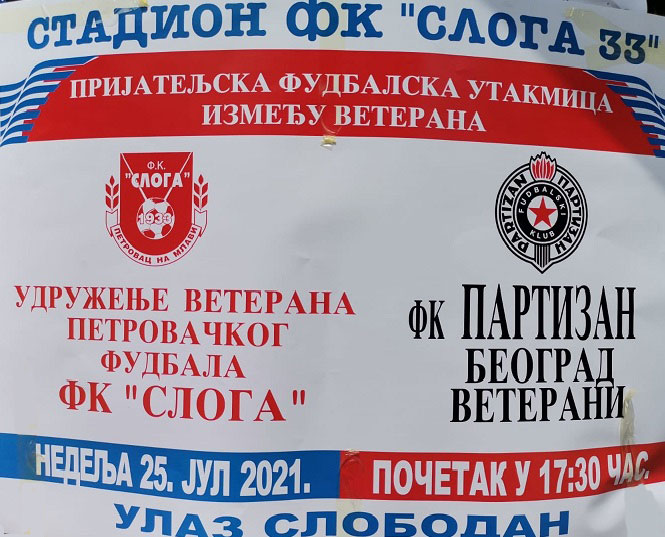 СТАДИОН ФК "СЛОГА 33"
ПРИЈАТЕЉСКА ФУДБАЛСКА УТАКМИЦА
ИЗМЕЂУ ВЕТЕРАНА
Ф.К.
"СЛОГА"
1933
ПЕТРОВАЦ НА МЛАВИ
PARTIZAN ПАРТИЗАН
FUDBALSKI
KLUB
УДРУЖЕЊЕ ВЕТЕРАНА
ПЕТРОВАЧКОГ
ФУДБАЛА
ФК "СЛОГА"
ФК ПАРТИЗАН
БЕОГРАД
ВЕТЕРАНИ
НЕДЕЉА 25. ЈУЛ 2021.
ПОЧЕТАК У 17:30 ЧАС.
УЛАЗ СЛОБОДАН